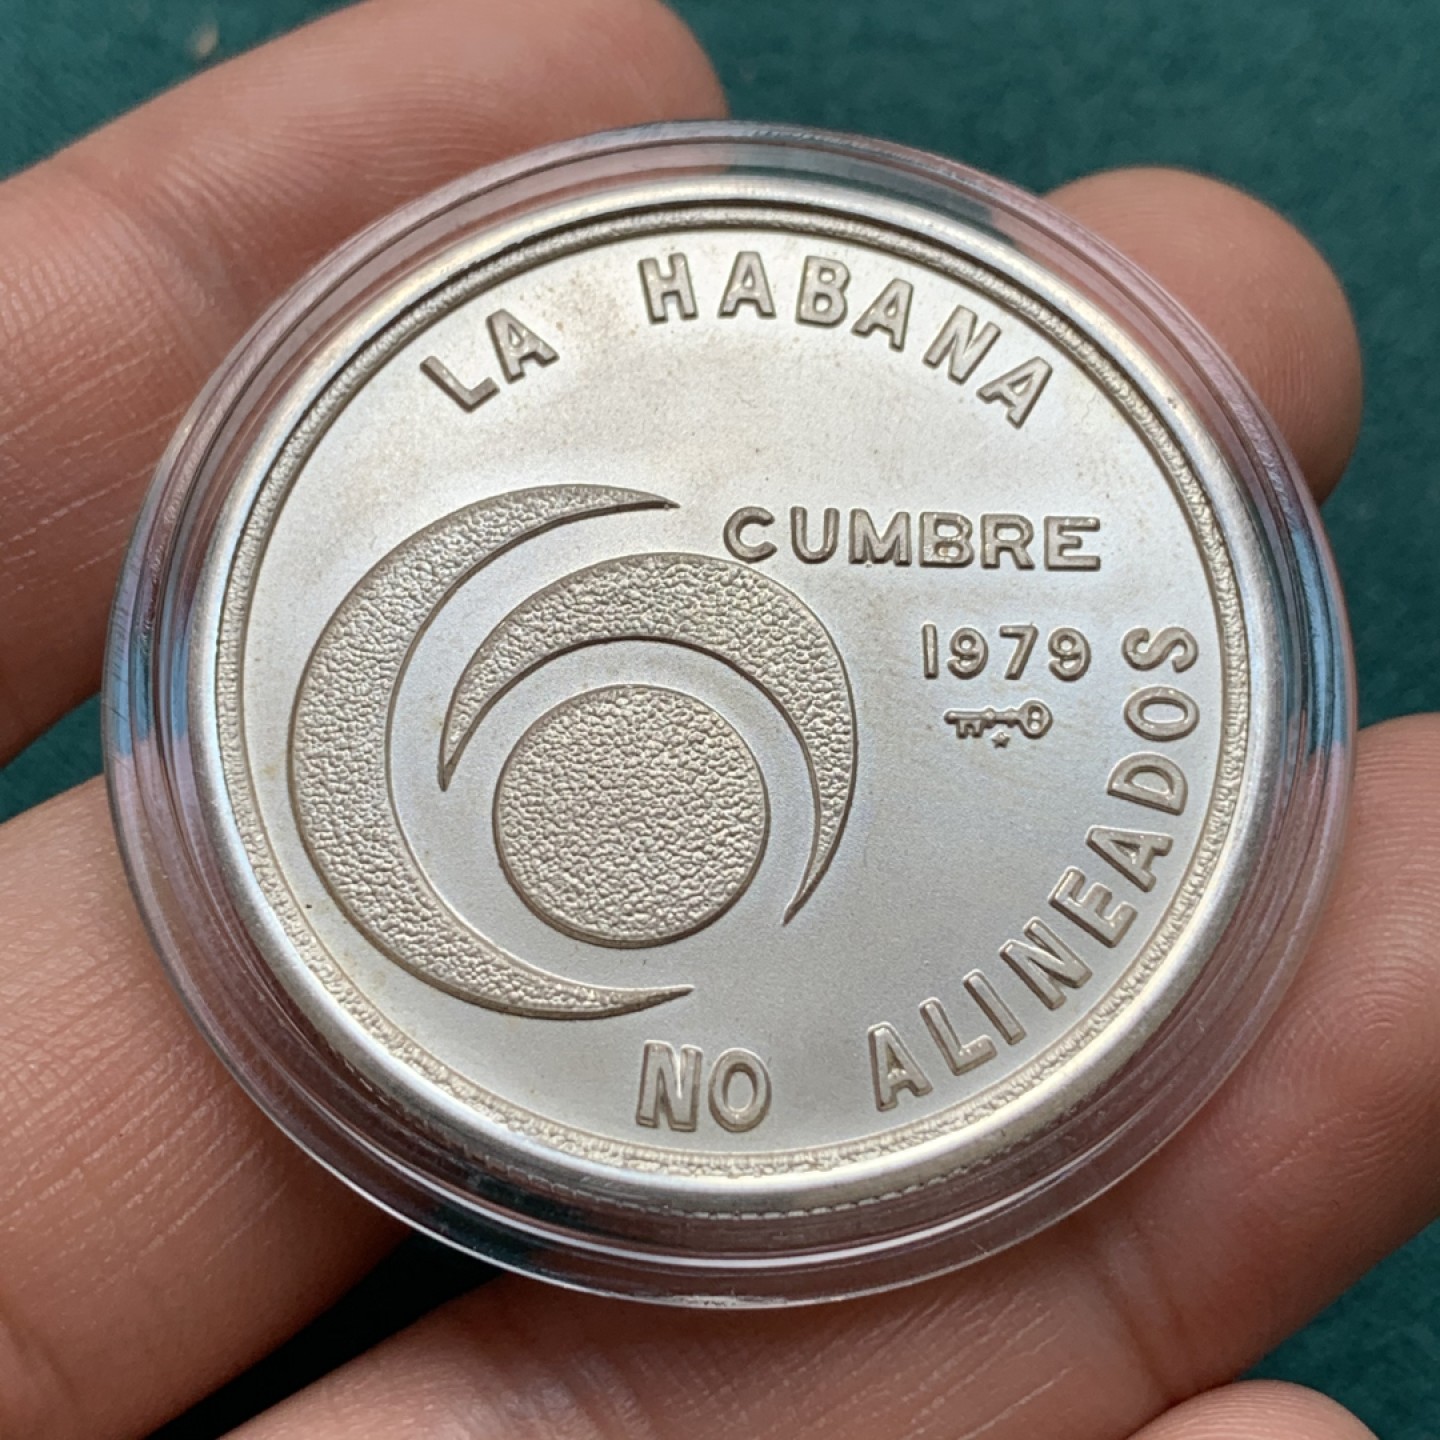 LA HABANA
CUMBRE
1979
NO ALINEADOS